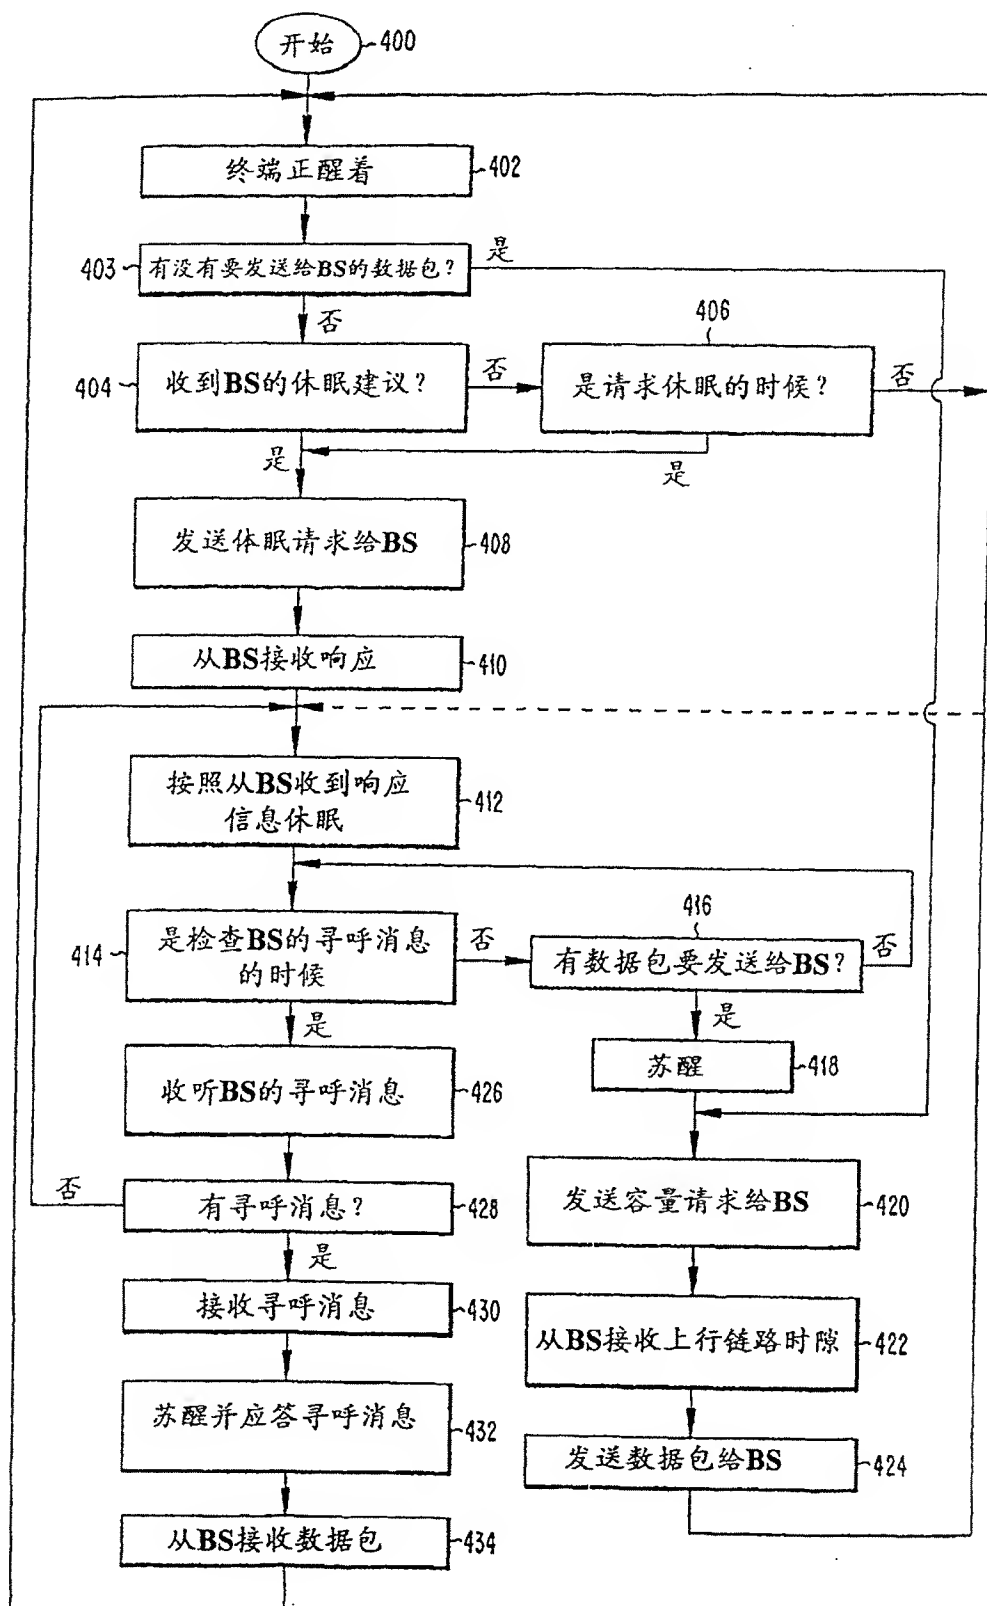 开始
400
终端正醒着
402
403
有没有要发送给BS的数据包?
是
否
406
404
收到BS的休眠建议?
否
是请求休眠的时候?
否
是
是
发送体眠请求给BS
408
从BS接收响应
410
按照从BS收到响应
信息休眠
412
414
是检查BS的寻呼消息
的时候
否
416
有数据包要发送给BS?
否
是
是
苏醒
418
收听BS的寻呼消息
426
发送容量请求给BS
420
否
有寻呼消息?
428
是
接收寻呼消息
430
从BS接收上行链路时隙
422
苏醒并应答寻呼消息
432
发送数据包给BS
424
从BS接收数据包
434